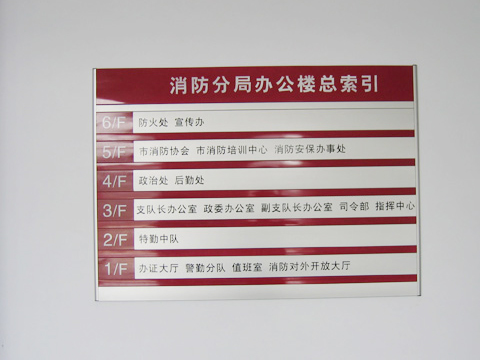 消防分局办公楼总索引
6/F 防火处 宣传办
5/F 市消防协会 市消防培训中心 消防安保办事处
4/F 政治处 后勤处
3/F 支队长办公室 政委办公室 副支队长办公室 司令部 指挥中心
2/F 特勤中队
1/F 办证大厅 警勤分队 值班室 消防对外开放大厅